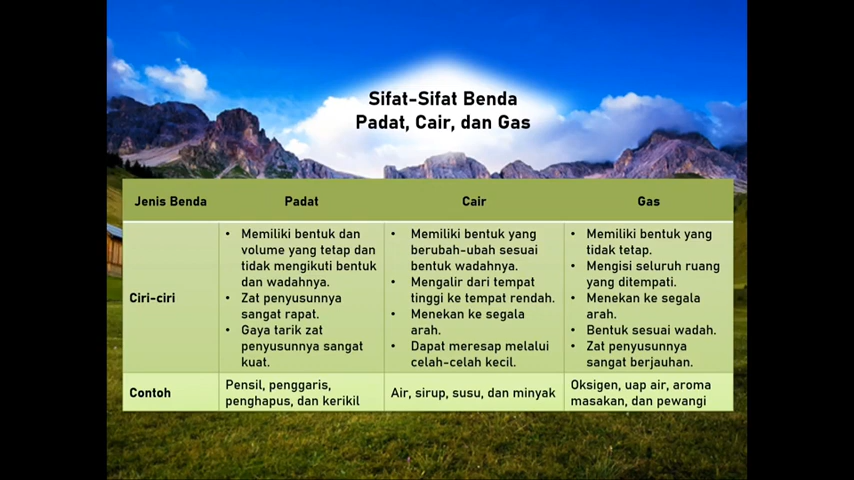 Sifat-Sifat Benda
Padat, Cair, dan Gas
Jenis Benda
Padat
Cair
Gas
Ciri-ciri
• Memiliki bentuk dan
volume yang tetap dan
tidak mengikuti bentuk
dan wadahnya.
• Zat penyusunnya
sangat rapat.
• Gaya tarik zat
penyusunnya sangat
kuat.
• Memiliki bentuk yang
berubah-ubah sesuai
bentuk wadahnya.
• Mengalir dari tempat
tinggi ke tempat rendah.
• Menekan ke segala
arah.
• Dapat meresap melalui
celah-celah kecil.
• Memiliki bentuk yang
tidak tetap.
• Mengisi seluruh ruang
yang ditempati.
• Menekan ke segala
arah.
• Bentuk sesuai wadah.
• Zat penyusunnya
sangat berjauhan.
Contoh
Pensil, penggaris,
penghapus, dan kerikil
Air, sirup, susu, dan minyak
Oksigen, uap air, aroma
masakan, dan pewangi